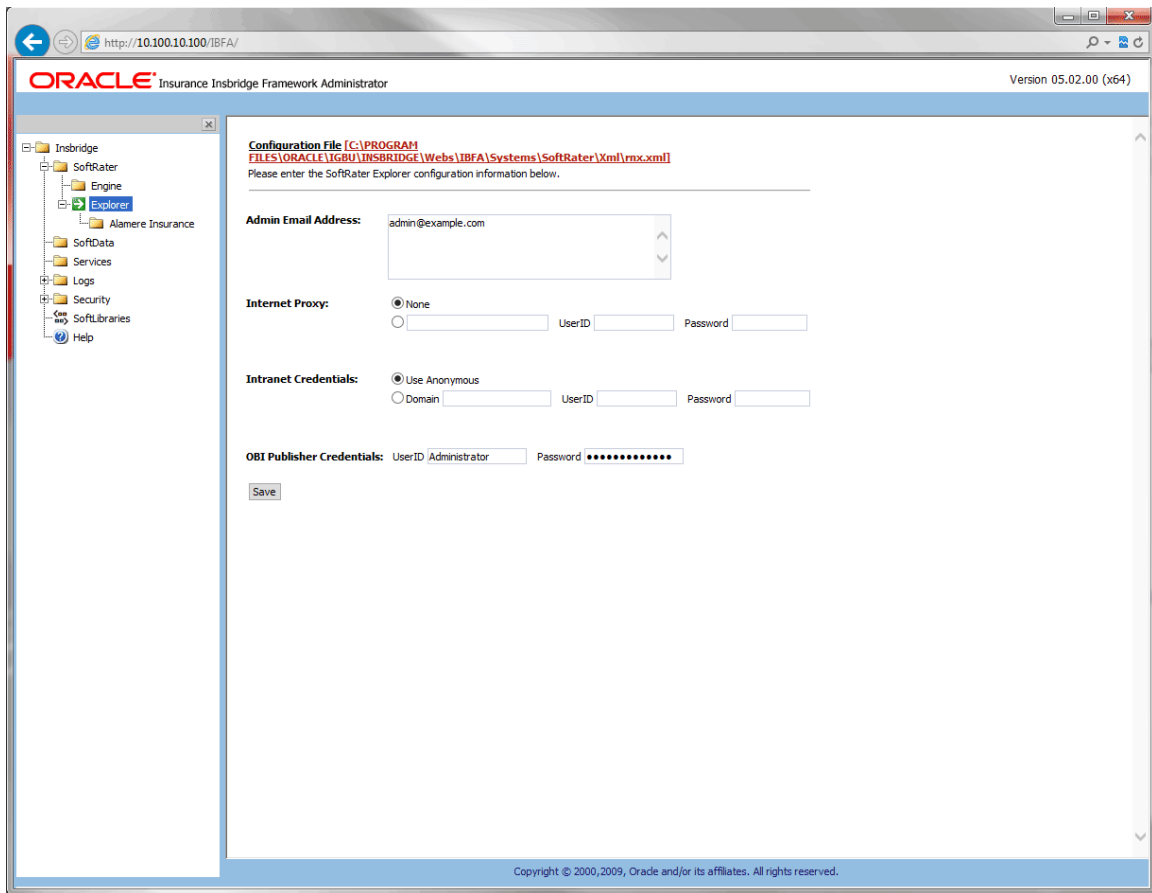 http://10.100.10.100/IBFA/
ORACLE® Insurance Insbridge Framework Administrator
Version 05.02.00 (x64)
Insbridge
SoftRater
Engine
Explorer
Alamere Insurance
SoftData
Services
Logs
Security
SoftLibraries
Help
Configuration File [C:\PROGRAM
FILES\ORACLE\IGBU\INSBRIDGE\Webs\IBFA\Systems\SoftRater\Xml\rnx.xml]
Please enter the SoftRater Explorer configuration information below.
Admin Email Address: admin@example.com
Internet Proxy: None
UserID Password
Intranet Credentials: Use Anonymous
Domain UserID Password
OBI Publisher Credentials: UserID Administrator Password •••••••••••••
Save
Copyright © 2000,2009, Oracle and/or its affiliates. All rights reserved.